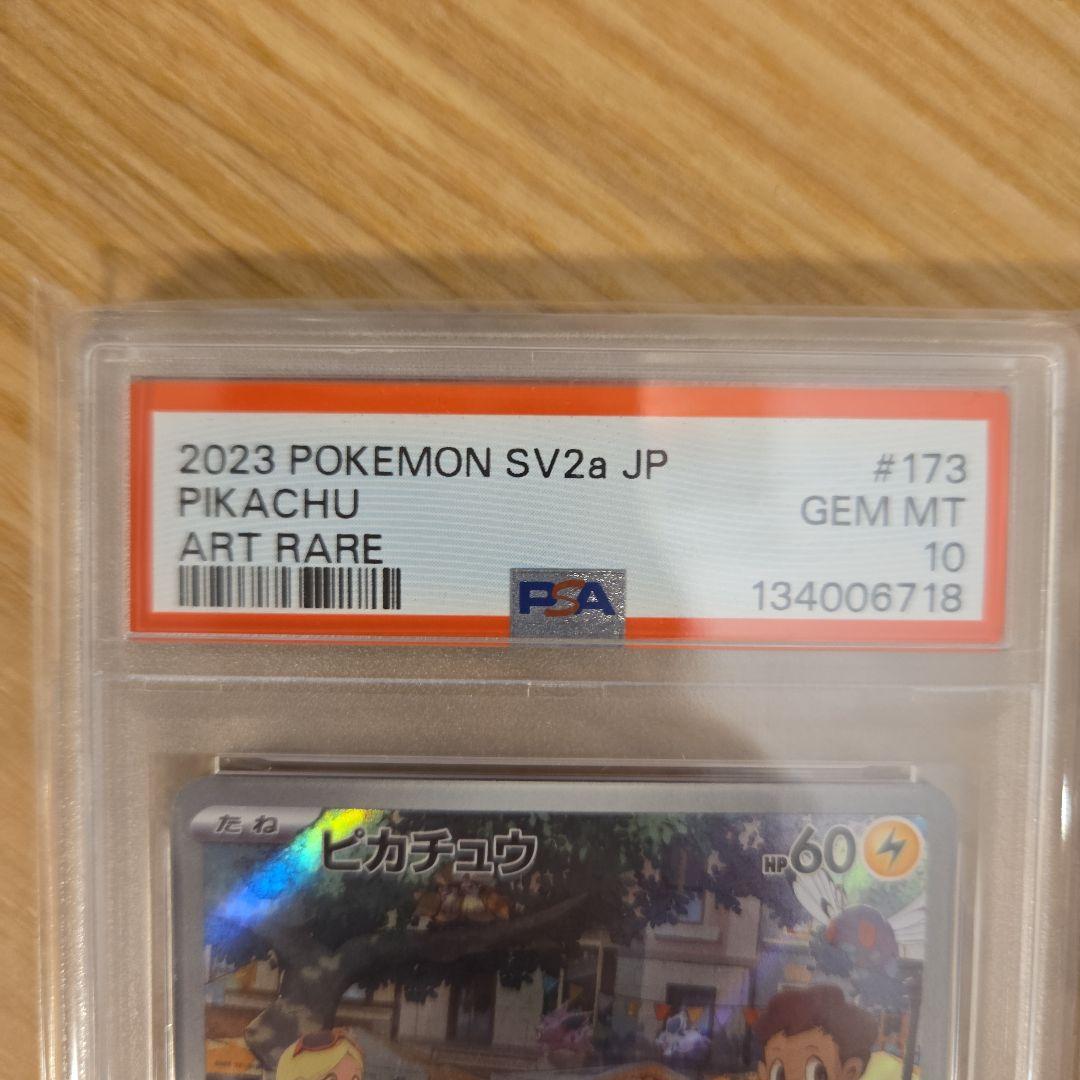 2023 POKEMON SV2a JP #173
PIKACHU GEM MT
ART RARE 10
PSA 134006718
たね ピカチュウ HP60